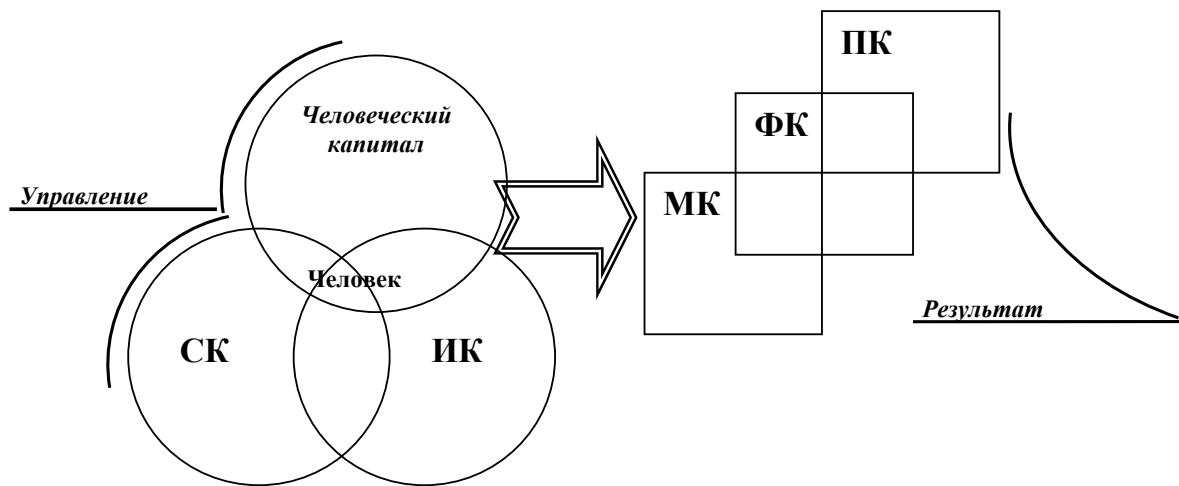 Управление
Человеческий
капитал
Человек
СК
ИК
ПК
ФК
МК
Результат